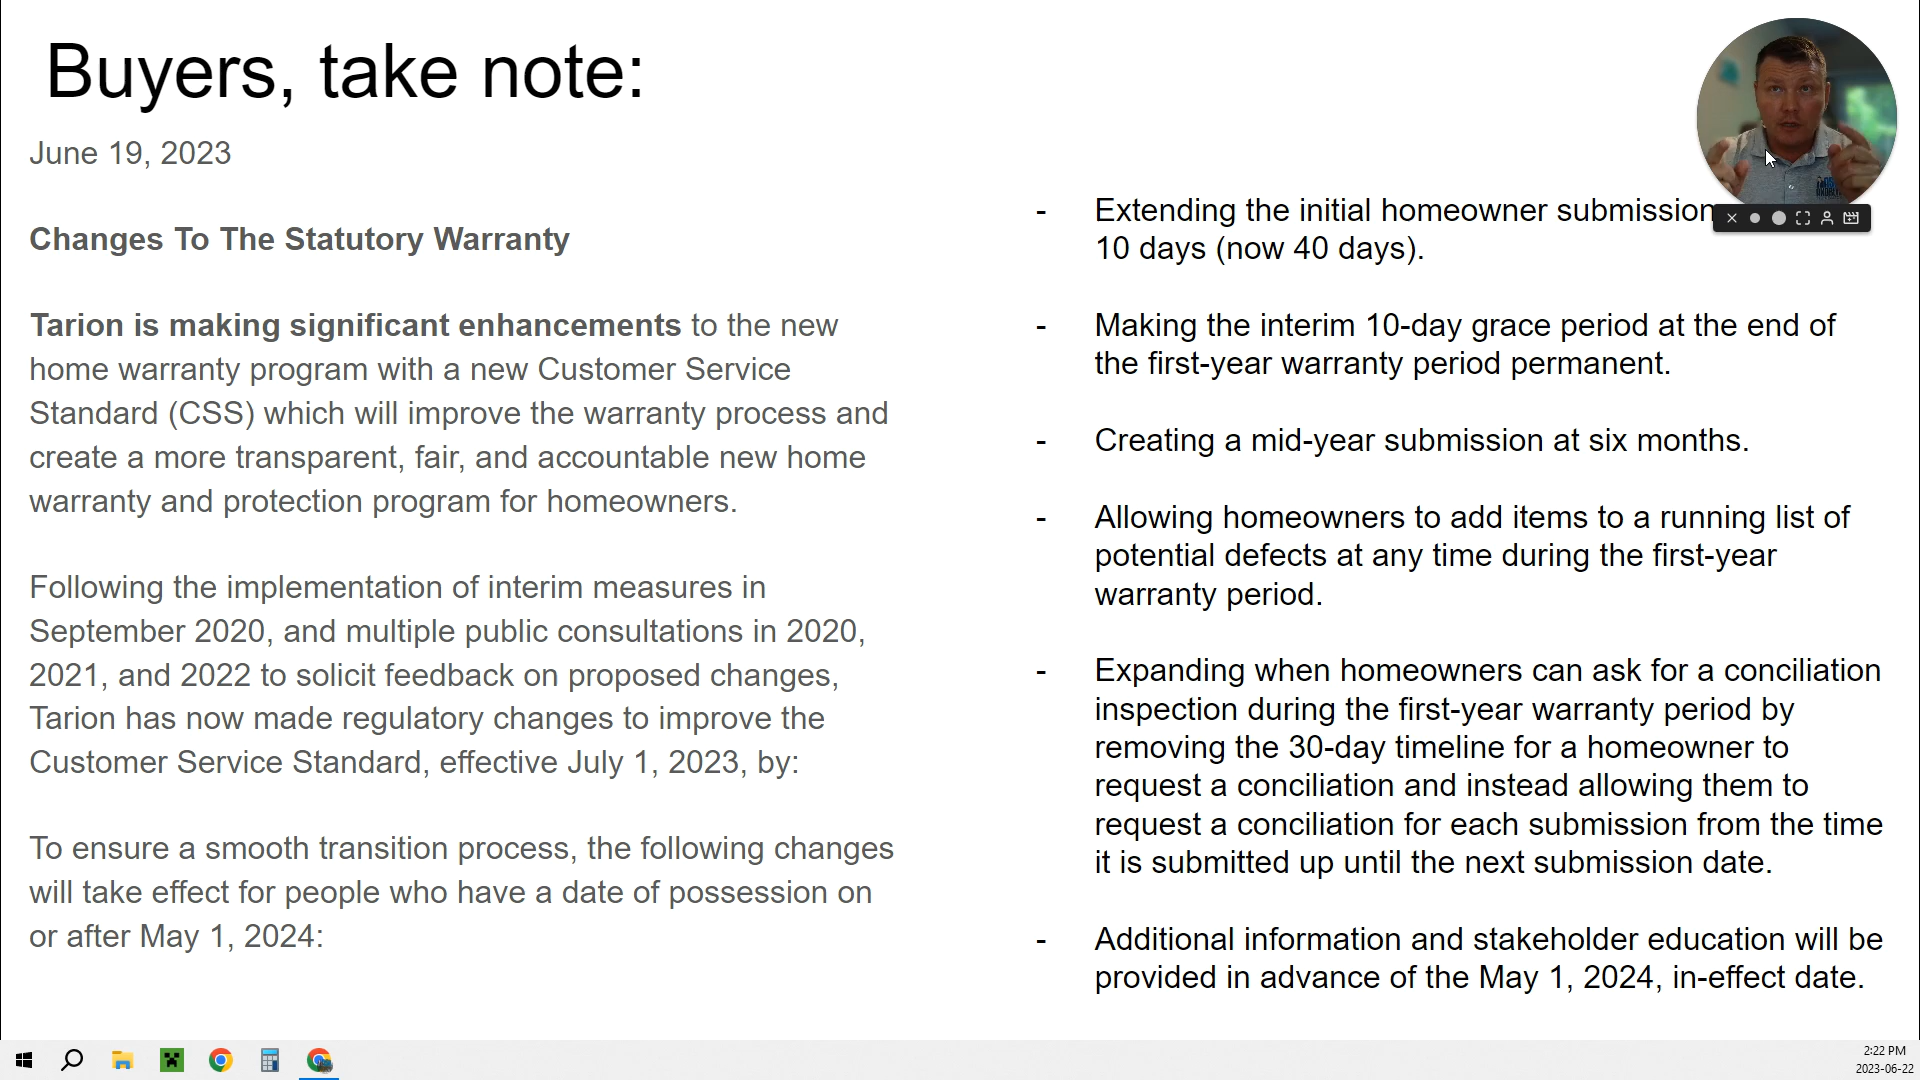 Buyers, take note:
June 19, 2023
Changes To The Statutory Warranty
Tarion is making significant enhancements to the new
home warranty program with a new Customer Service
Standard (CSS) which will improve the warranty process and
create a more transparent, fair, and accountable new home
warranty and protection program for homeowners.
Following the implementation of interim measures in
September 2020, and multiple public consultations in 2020,
2021, and 2022 to solicit feedback on proposed changes,
Tarion has now made regulatory changes to improve the
Customer Service Standard, effective July 1, 2023, by:
To ensure a smooth transition process, the following changes
will take effect for people who have a date of possession on
or after May 1, 2024:
- Extending the initial homeowner submission
10 days (now 40 days).
- Making the interim 10-day grace period at the end of
the first-year warranty period permanent.
- Creating a mid-year submission at six months.
- Allowing homeowners to add items to a running list of
potential defects at any time during the first-year
warranty period.
- Expanding when homeowners can ask for a conciliation
inspection during the first-year warranty period by
removing the 30-day timeline for a homeowner to
request a conciliation and instead allowing them to
request a conciliation for each submission from the time
it is submitted up until the next submission date.
- Additional information and stakeholder education will be
provided in advance of the May 1, 2024, in-effect date.
2:22 PM
2023-06-22